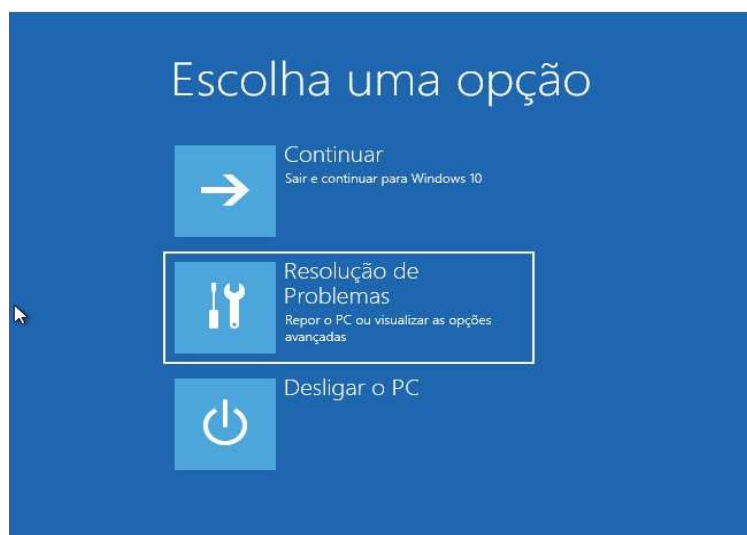 Escolha uma opção
Continuar
Sair e continuar para Windows 10
Resolução de
Problemas
Repor o PC ou visualizar as opções
avançadas
Desligar o PC